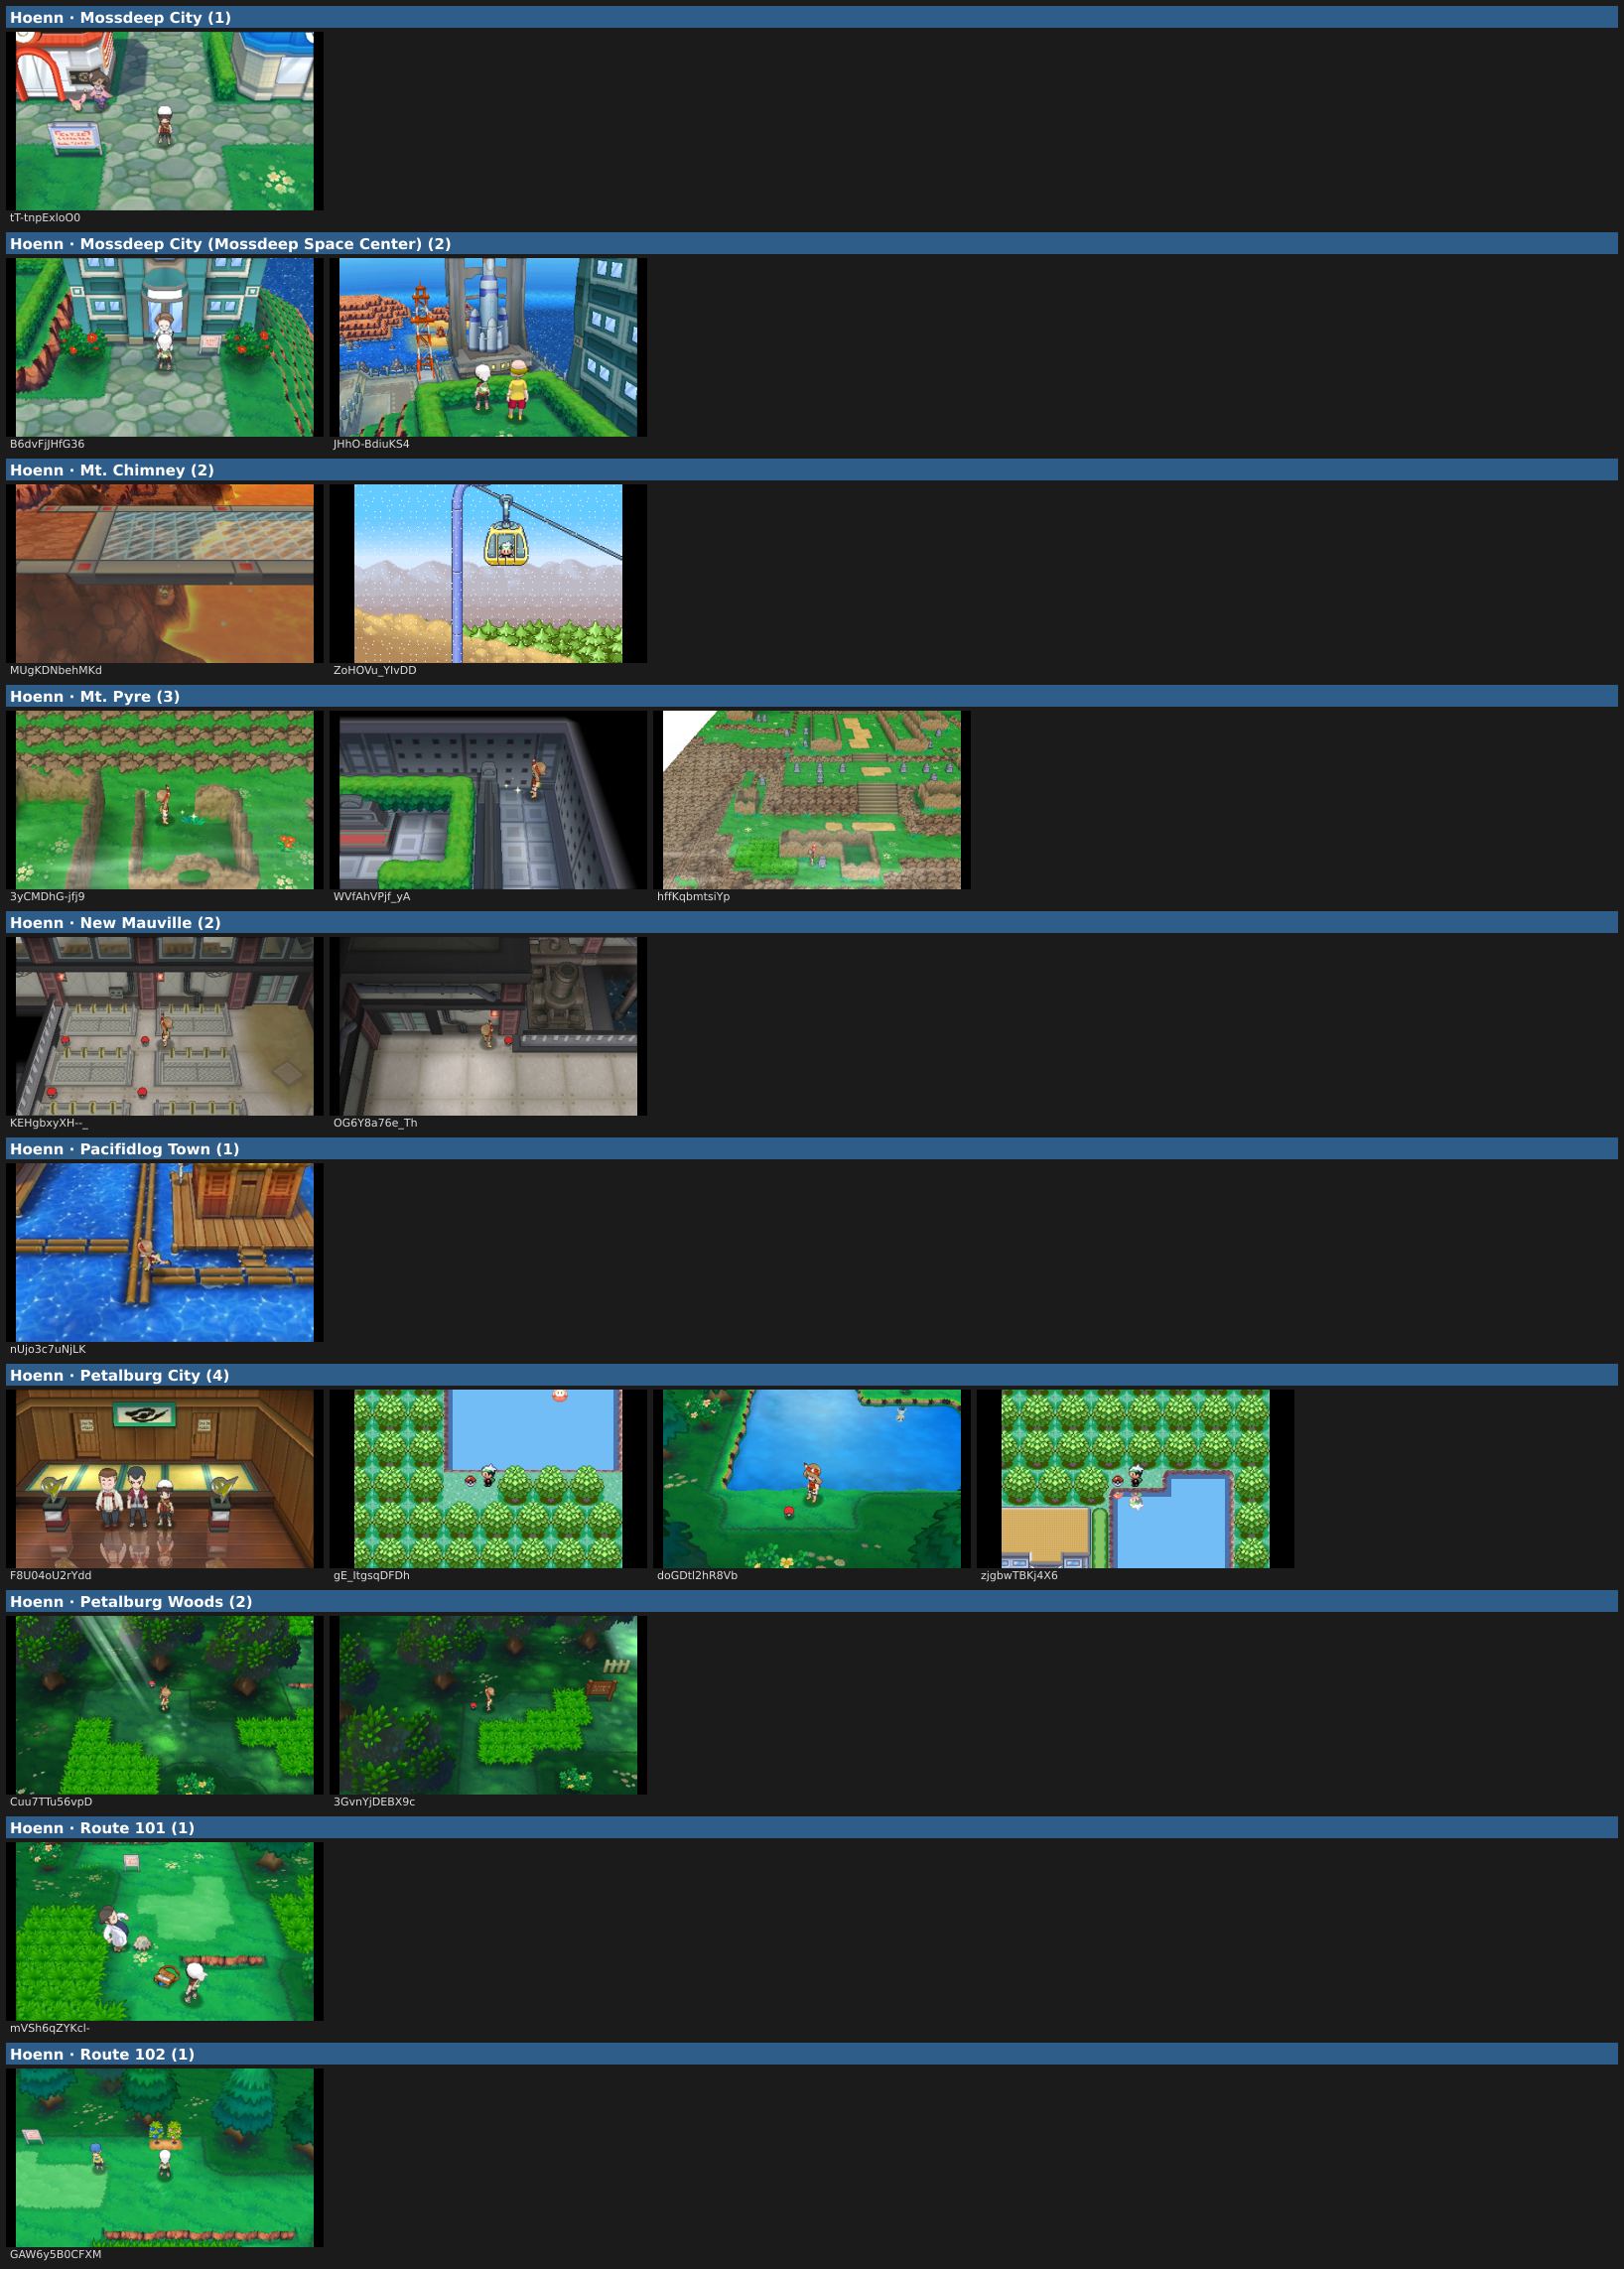 Hoenn · Mossdeep City (1)
tT-tnpExloO0
Hoenn · Mossdeep City (Mossdeep Space Center) (2)
B6dvFjJHfG36
JHhO-BdiuKS4
Hoenn · Mt. Chimney (2)
MUgKDNbehMKd
ZoHOVu_YlvDD
Hoenn · Mt. Pyre (3)
3yCMDhG-jfj9
WVfAhVPjf_yA
hffKqbmtsiYp
Hoenn · New Mauville (2)
KEHgbxyXH--_
OG6Y8a76e_Th
Hoenn · Pacifidlog Town (1)
nUjo3c7uNjLK
Hoenn · Petalburg City (4)
F8U04oU2rYdd
gE_ltgsqDFDh
doGDtl2hR8Vb
zjgbwTBKj4X6
Hoenn · Petalburg Woods (2)
Cuu7TTu56vpD
3GvnYjDEBX9c
Hoenn · Route 101 (1)
mVSh6qZYKcl-
Hoenn · Route 102 (1)
GAW6y5B0CFXM